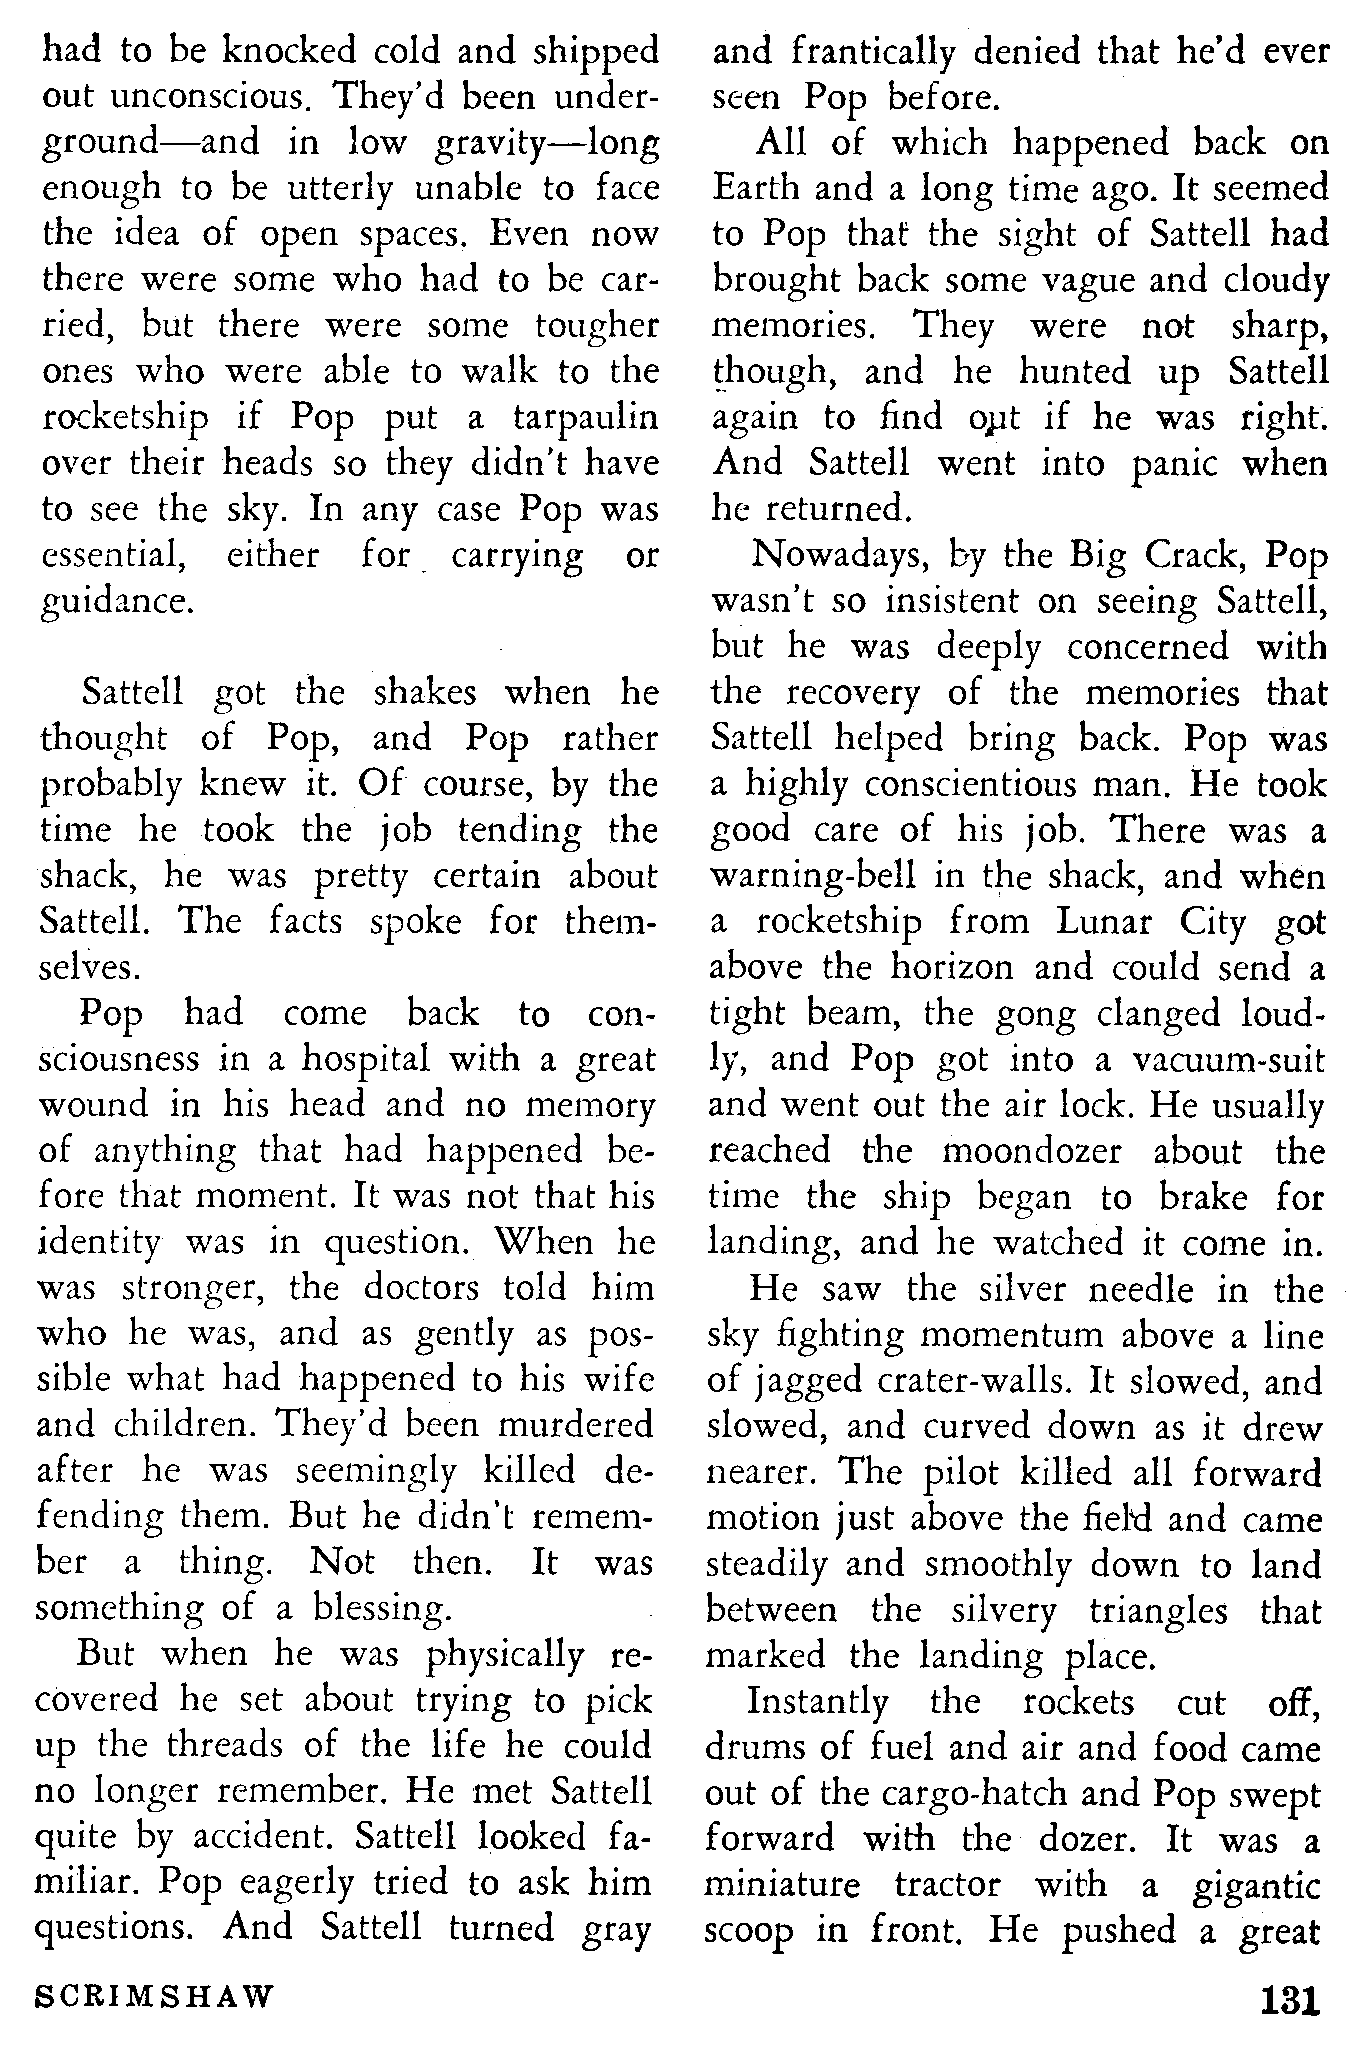 had to be knocked cold and shipped
out unconscious. They'd been under-
ground—and in low gravity—long
enough to be utterly unable to face
the idea of open spaces. Even now
there were some who had to be car-
ried, but there were some tougher
ones who were able to walk to the
rocketship if Pop put a tarpaulin
over their heads so they didn't have
to see the sky. In any case Pop was
essential, either for carrying or
guidance.
Sattell got the shakes when he
thought of Pop, and Pop rather
probably knew it. Of course, by the
time he took the job tending the
shack, he was pretty certain about
Sattell. The facts spoke for them-
selves.
Pop had come back to con-
sciousness in a hospital with a great
wound in his head and no memory
of anything that had happened be-
fore that moment. It was not that his
identity was in question. When he
was stronger, the doctors told him
who he was, and as gently as pos-
sible what had happened to his wife
and children. They'd been murdered
after he was seemingly killed de-
fending them. But he didn't remem-
ber a thing. Not then. It was
something of a blessing.
But when he was physically re-
covered he set about trying to pick
up the threads of the life he could
no longer remember. He met Sattell
quite by accident. Sattell looked fa-
miliar. Pop eagerly tried to ask him
questions. And Sattell turned gray
and frantically denied that he'd ever
seen Pop before.
All of which happened back on
Earth and a long time ago. It seemed
to Pop that the sight of Sattell had
brought back some vague and cloudy
memories. They were not sharp,
though, and he hunted up Sattell
again to find out if he was right.
And Sattell went into panic when
he returned.
Nowadays, by the Big Crack, Pop
wasn't so insistent on seeing Sattell,
but he was deeply concerned with
the recovery of the memories that
Sattell helped bring back. Pop was
a highly conscientious man. He took
good care of his job. There was a
warning-bell in the shack, and when
a rocketship from Lunar City got
above the horizon and could send a
tight beam, the gong clanged loud-
ly, and Pop got into a vacuum-suit
and went out the air lock. He usually
reached the moondozer about the
time the ship began to brake for
landing, and he watched it come in.
He saw the silver needle in the
sky fighting momentum above a line
of jagged crater-walls. It slowed, and
slowed, and curved down as it drew
nearer. The pilot killed all forward
motion just above the field and came
steadily and smoothly down to land
between the silvery triangles that
marked the landing place.
Instantly the rockets cut off,
drums of fuel and air and food came
out of the cargo-hatch and Pop swept
forward with the dozer. It was a
miniature tractor with a gigantic
scoop in front. He pushed a great
SCRIMSHAW
131